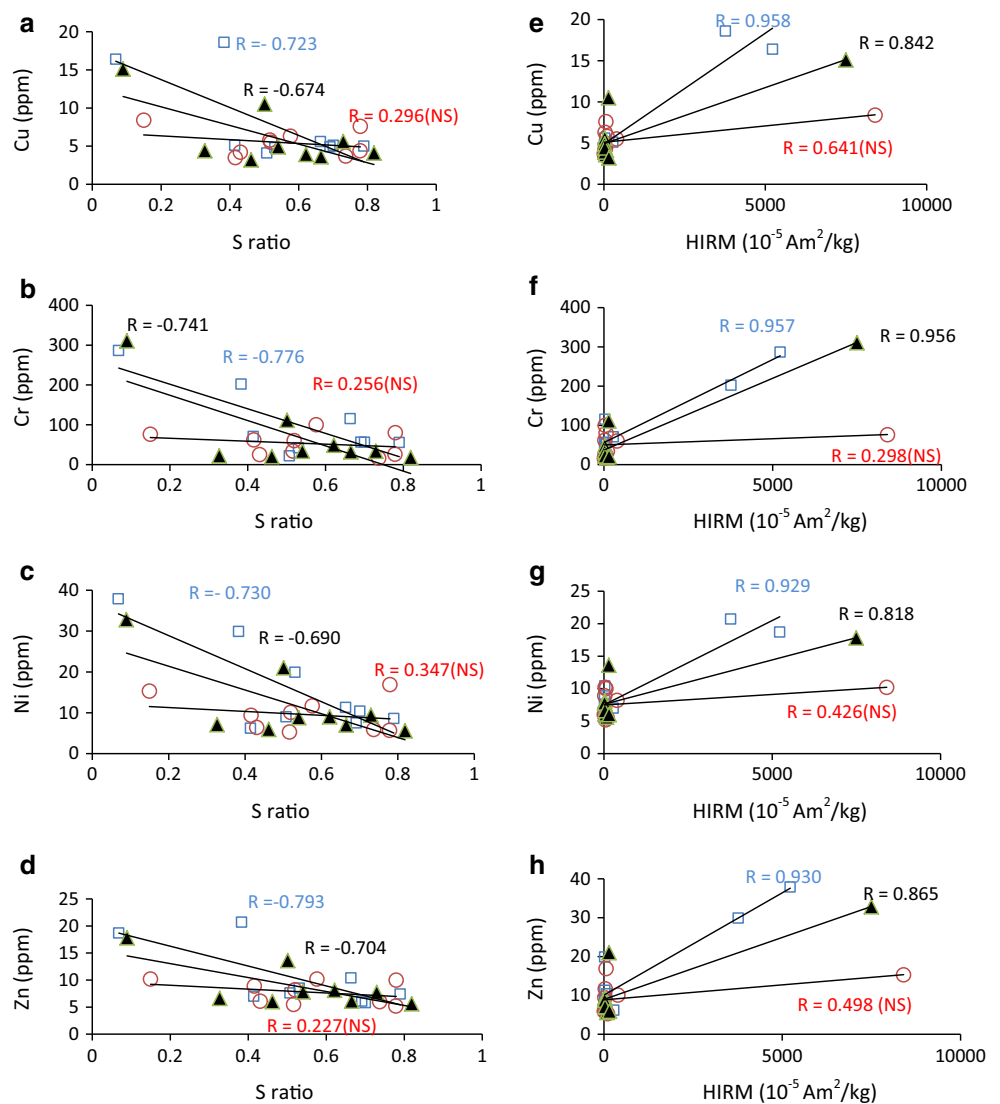 a
Cu (ppm)
20
15
10
5
0
0 0.2 0.4 0.6 0.8 1
S ratio
R =- 0.723
R = -0.674
R = 0.296(NS)
e
Cu (ppm)
20
15
10
5
0
0 5000 10000
HIRM (10⁻⁵ Am²/kg)
R = 0.958
R = 0.842
R = 0.641(NS)
b
Cr (ppm)
400
300
200
100
0
0 0.2 0.4 0.6 0.8 1
S ratio
R = -0.741
R = -0.776
R= 0.256(NS)
f
Cr (ppm)
400
300
200
100
0
0 5000 10000
HIRM (10⁻⁵ Am²/kg)
R = 0.957
R = 0.956
R = 0.298(NS)
c
Ni (ppm)
40
30
20
10
0
0 0.2 0.4 0.6 0.8 1
S ratio
R =- 0.730
R = -0.690
R = 0.347(NS)
g
Ni (ppm)
25
20
15
10
5
0
0 5000 10000
HIRM (10⁻⁵ Am²/kg)
R = 0.929
R = 0.818
R = 0.426(NS)
d
Zn (ppm)
25
20
15
10
5
0
0 0.2 0.4 0.6 0.8 1
S ratio
R = -0.793
R = -0.704
R = 0.227(NS)
h
Zn (ppm)
40
30
20
10
0
0 5000 10000
HIRM (10⁻⁵ Am²/kg)
R = 0.930
R = 0.865
R = 0.498 (NS)